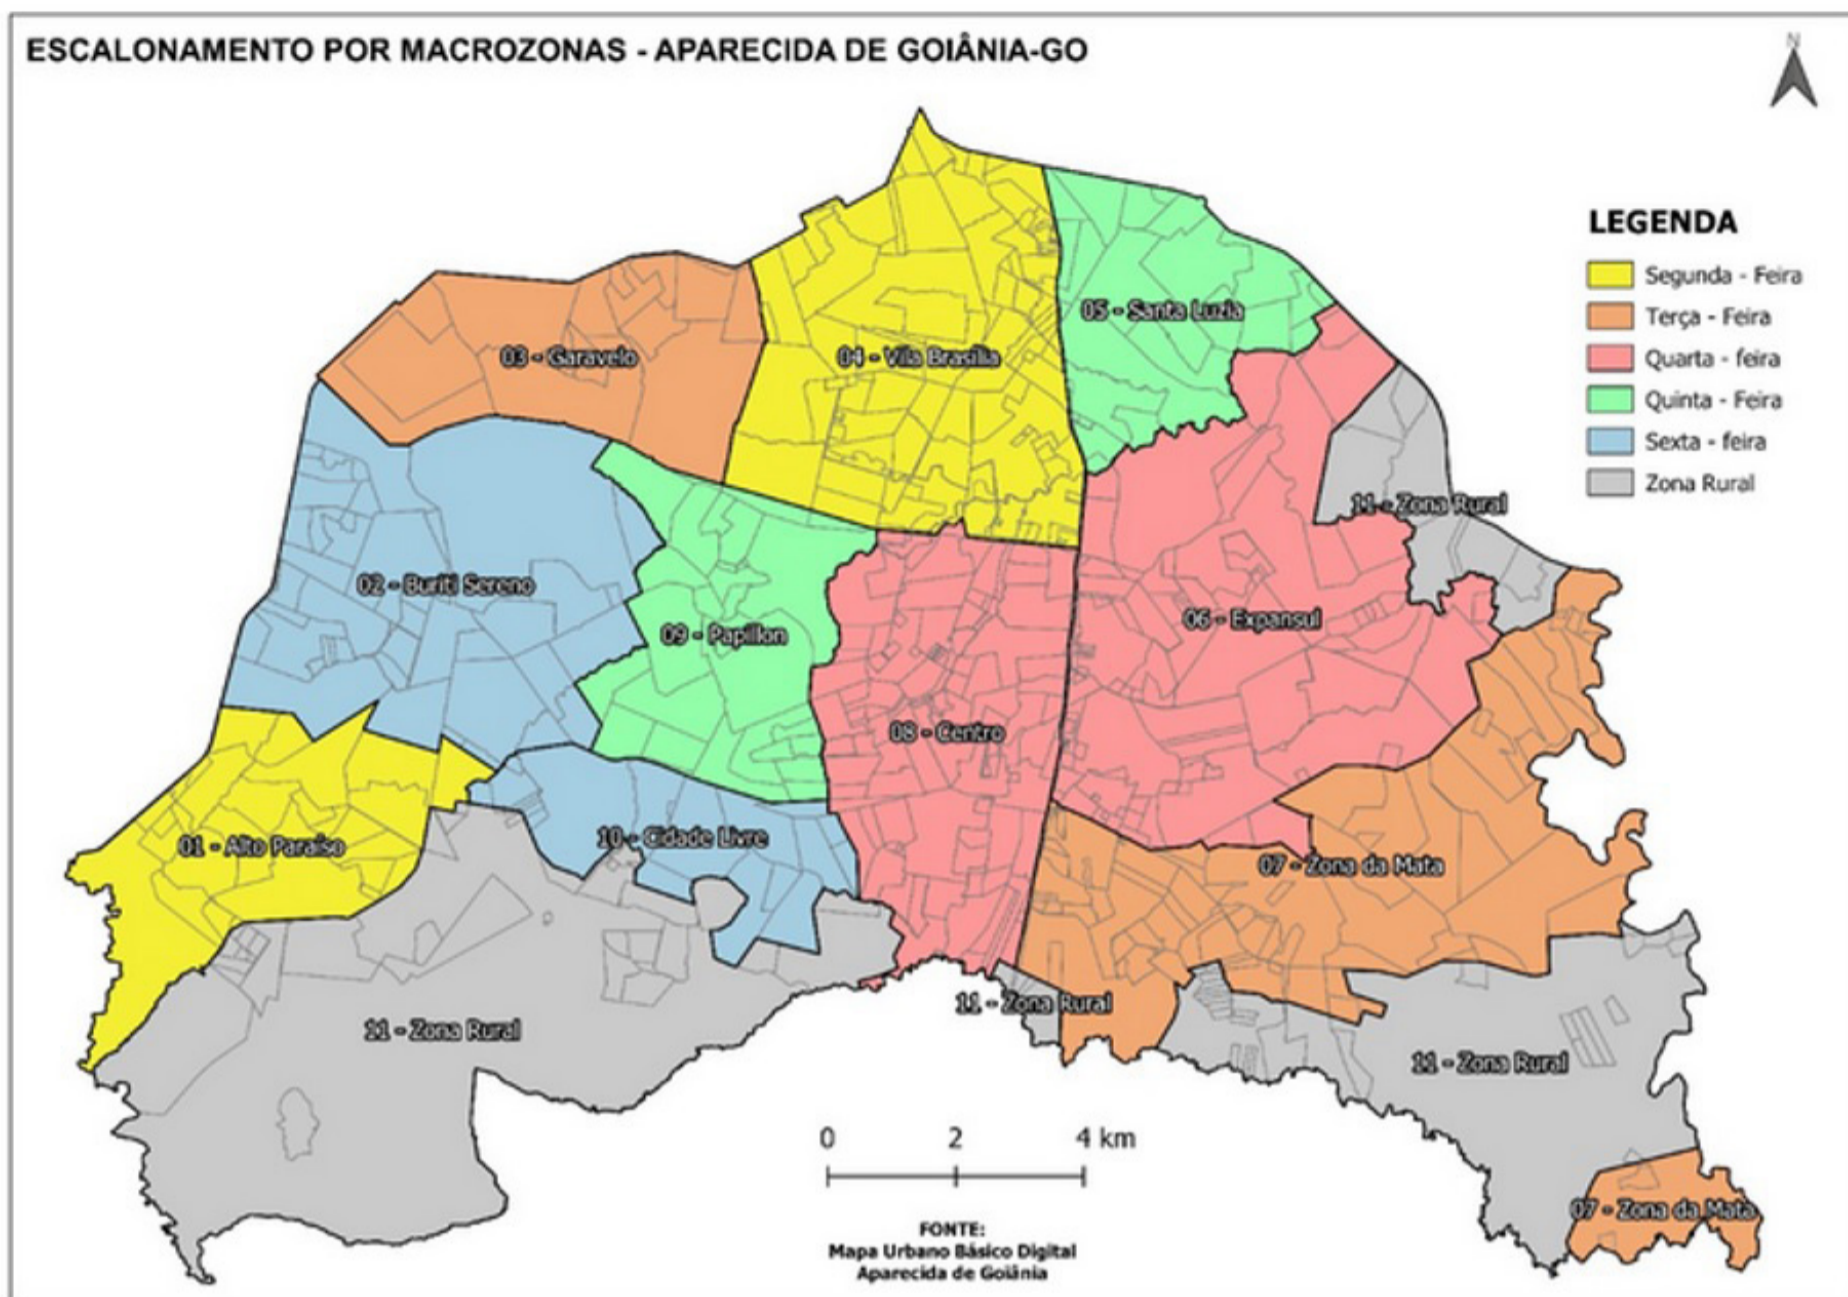 ESCALONAMENTO POR MACROZONAS - APARECIDA DE GOIÂNIA-GO
N
LEGENDA
Segunda - Feira
Terça - Feira
Quarta - feira
Quinta - Feira
Sexta - feira
Zona Rural
05 - Santa Luzia
03 - Garavelo
04 - Vila Brasília
11 - Zona Rural
02 - Buriti Sereno
09 - Papillon
06 - Expansul
08 - Centro
01 - Alto Paraíso
10 - Cidade Livre
07 - Zona da Mata
11 - Zona Rural
11 - Zona Rural
11 - Zona Rural
07 - Zona da Mata
0 2 4 km
FONTE:
Mapa Urbano Básico Digital
Aparecida de Goiânia